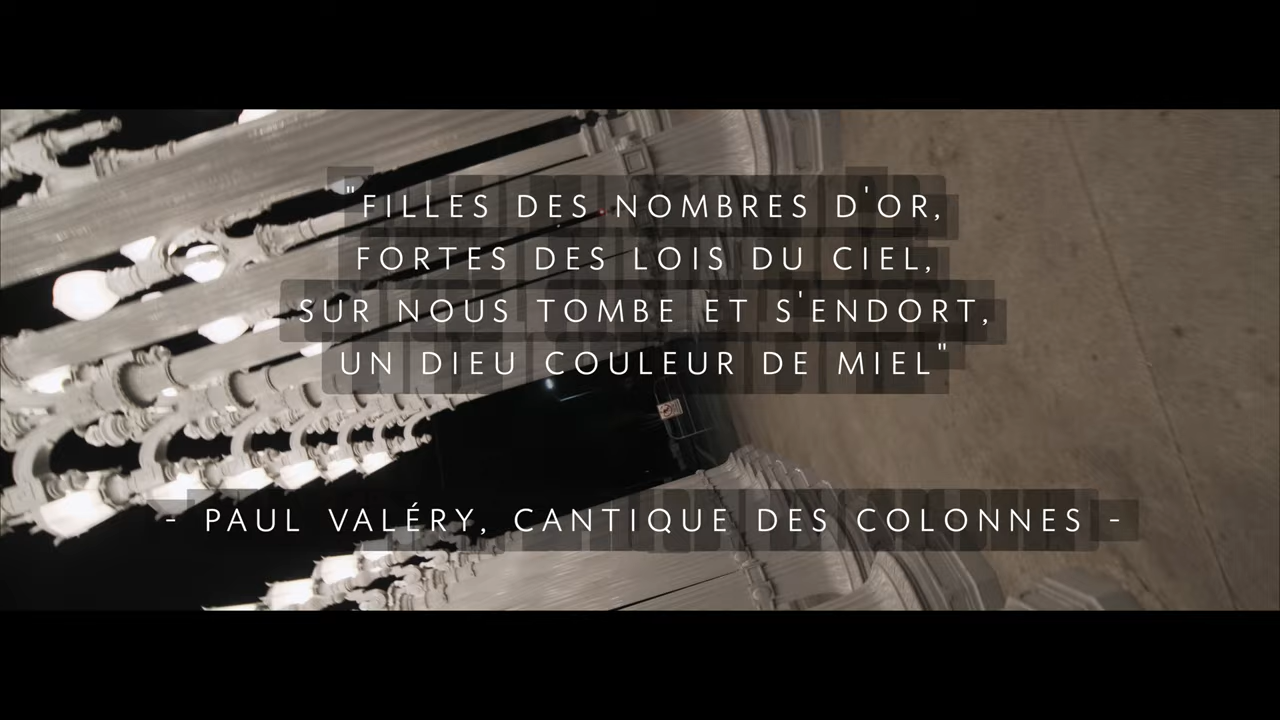 "FILLES DES NOMBRES D'OR,
FORTES DES LOIS DU CIEL,
SUR NOUS TOMBE ET S'ENDORT,
UN DIEU COULEUR DE MIEL"
- PAUL VALÉRY, CANTIQUE DES COLONNES -